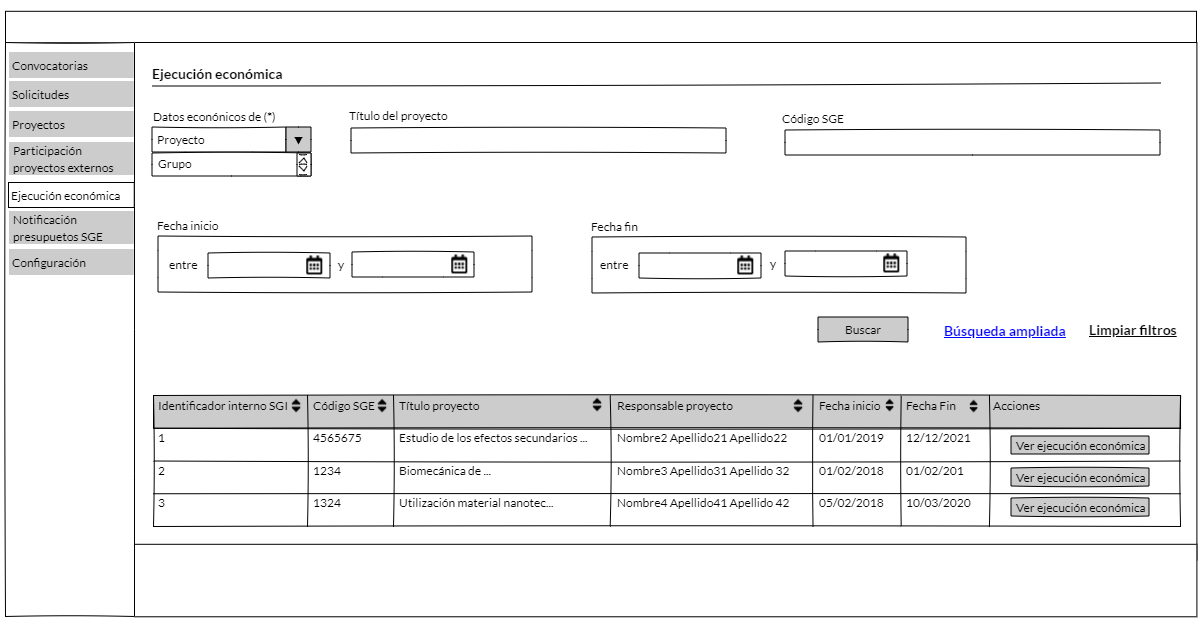 Convocatorias
Solicitudes
Proyectos
Participación
proyectos externos
Ejecución económica
Notificación
presupuetos SGE
Configuración
Ejecución económica
Datos económicos de (*)
Título del proyecto
Código SGE
Proyecto
Grupo
Fecha inicio
Fecha fin
entre y
entre y
Buscar Búsqueda ampliada Limpiar filtros
Identificador interno SGI Código SGE Título proyecto Responsable proyecto Fecha inicio Fecha Fin Acciones
1 4565675 Estudio de los efectos secundarios ... Nombre2 Apellido21 Apellido22 01/01/2019 12/12/2021 Ver ejecución económica
2 1234 Biomecánica de ... Nombre3 Apellido31 Apellido 32 01/02/2018 01/02/201 Ver ejecución económica
3 1324 Utilización material nanotec... Nombre4 Apellido41 Apellido 42 05/02/2018 10/03/2020 Ver ejecución económica